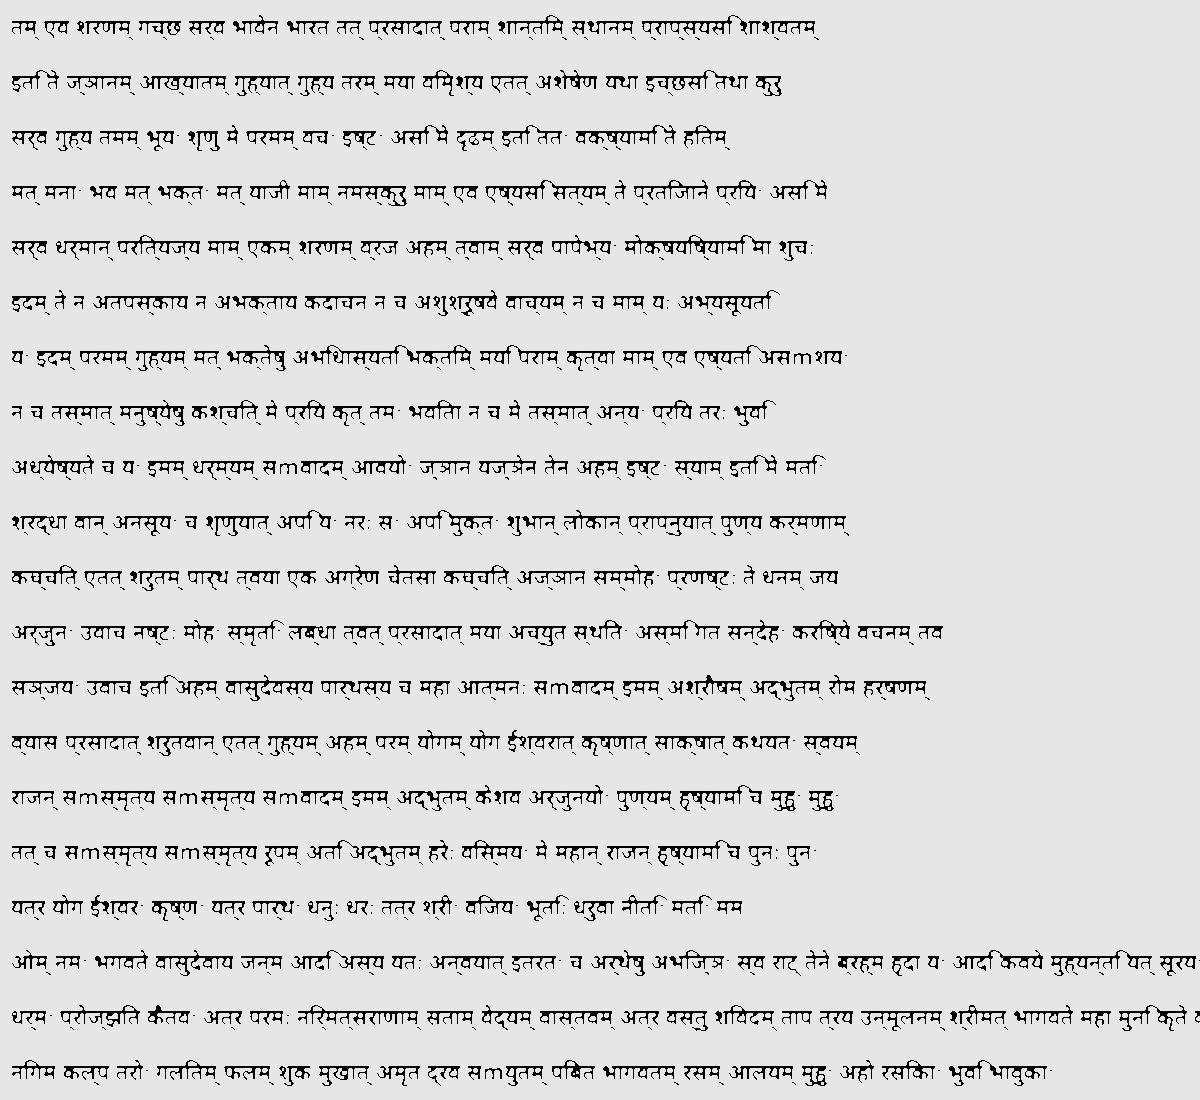 तम् एव शरणम् गच्छ सर्व भावेन भारत तत् प्रसादात् पराम् शान्तिम् स्थानम् प्राप्स्यसि शाश्वतम्
इति ते ज्ञानम् आख्यातम् गुह्यात् गुह्य तरम् मया विमृश्य एतत् अशेषेण यथा इच्छसि तथा कुरु
सर्व गुह्य तमम् भूयः शृणु मे परमम् वचः इष्टः असि मे दृढम् इति ततः वक्ष्यामि ते हितम्
मत् मनाः भव मत् भक्तः मत् याजी माम् नमस्कुरु माम् एव एष्यसि सत्यम् ते प्रतिजाने प्रियः असि मे
सर्व धर्मान् परित्यज्य माम् एकम् शरणम् व्रज अहम् त्वाम् सर्व पापेभ्यः मोक्षयिष्यामि मा शुचः
इदम् ते न अतपस्काय न अभक्ताय कदाचन न च अशुश्रूषवे वाच्यम् न च माम् यः अभ्यसूयति
यः इदम् परमम् गुह्यम् मत् भक्तेषु अभिधास्यति भक्तिम् मयि पराम् कृत्वा माम् एव एष्यति असmशयः
न च तस्मात् मनुष्येषु कश्चित् मे प्रिय कृत् तमः भविता न च मे तस्मात् अन्यः प्रिय तरः भुवि
अध्येष्यते च यः इमम् धर्म्यम् सmवादम् आवयोः ज्ञान यज्ञेन तेन अहम् इष्टः स्याम् इति मे मतिः
श्रद्धा वान् अनसूयः च शृणुयात् अपि यः नरः सः अपि मुक्तः शुभान् लोकान् प्राप्नुयात् पुण्य कर्मणाम्
कच्चित् एतत् श्रुतम् पार्थ त्वया एक अग्रेण चेतसा कच्चित् अज्ञान सम्मोहः प्रणष्टः ते धनम् जय
अर्जुनः उवाच नष्टः मोहः स्मृतिः लब्धा त्वत् प्रसादात् मया अच्युत स्थितः अस्मि गत सन्देहः करिष्ये वचनम् तव
सञ्जयः उवाच इति अहम् वासुदेवस्य पार्थस्य च महा आत्मनः सmवादम् इमम् अश्रौषम् अद्भुतम् रोम हर्षणम्
व्यास प्रसादात् श्रुतवान् एतत् गुह्यम् अहम् परम् योगम् योग ईश्वरात् कृष्णात् साक्षात् कथयतः स्वयम्
राजन् सmस्मृत्य सmस्मृत्य सmवादम् इमम् अद्भुतम् केशव अर्जुनयोः पुण्यम् हृष्यामि च मुहुः मुहुः
तत् च सmस्मृत्य सmस्मृत्य रूपम् अति अद्भुतम् हरेः विस्मयः मे महान् राजन् हृष्यामि च पुनः पुनः
यत्र योग ईश्वरः कृष्णः यत्र पार्थः धनुः धरः तत्र श्रीः विजयः भूतिः ध्रुवा नीतिः मतिः मम
ओम् नमः भगवते वासुदेवाय जन्म आदि अस्य यतः अन्वयात् इतरतः च अर्थेषु अभिज्ञः स्व राट् तेने ब्रह्म हृदा यः आदि कवये मुह्यन्ति यत् सूरय
धर्मः प्रोज्झित कैतवः अत्र परमः निर्मत्सराणाम् सताम् वेद्यम् वास्तवम् अत्र वस्तु शिवदम् ताप त्रय उन्मूलनम् श्रीमत् भागवते महा मुनि कृते
निगम कल्प तरोः गलितम् फलम् शुक मुखात् अमृत द्रव सmयुतम् पिबत भागवतम् रसम् आलयम् मुहुः अहो रसिकाः भुवि भावुकाः